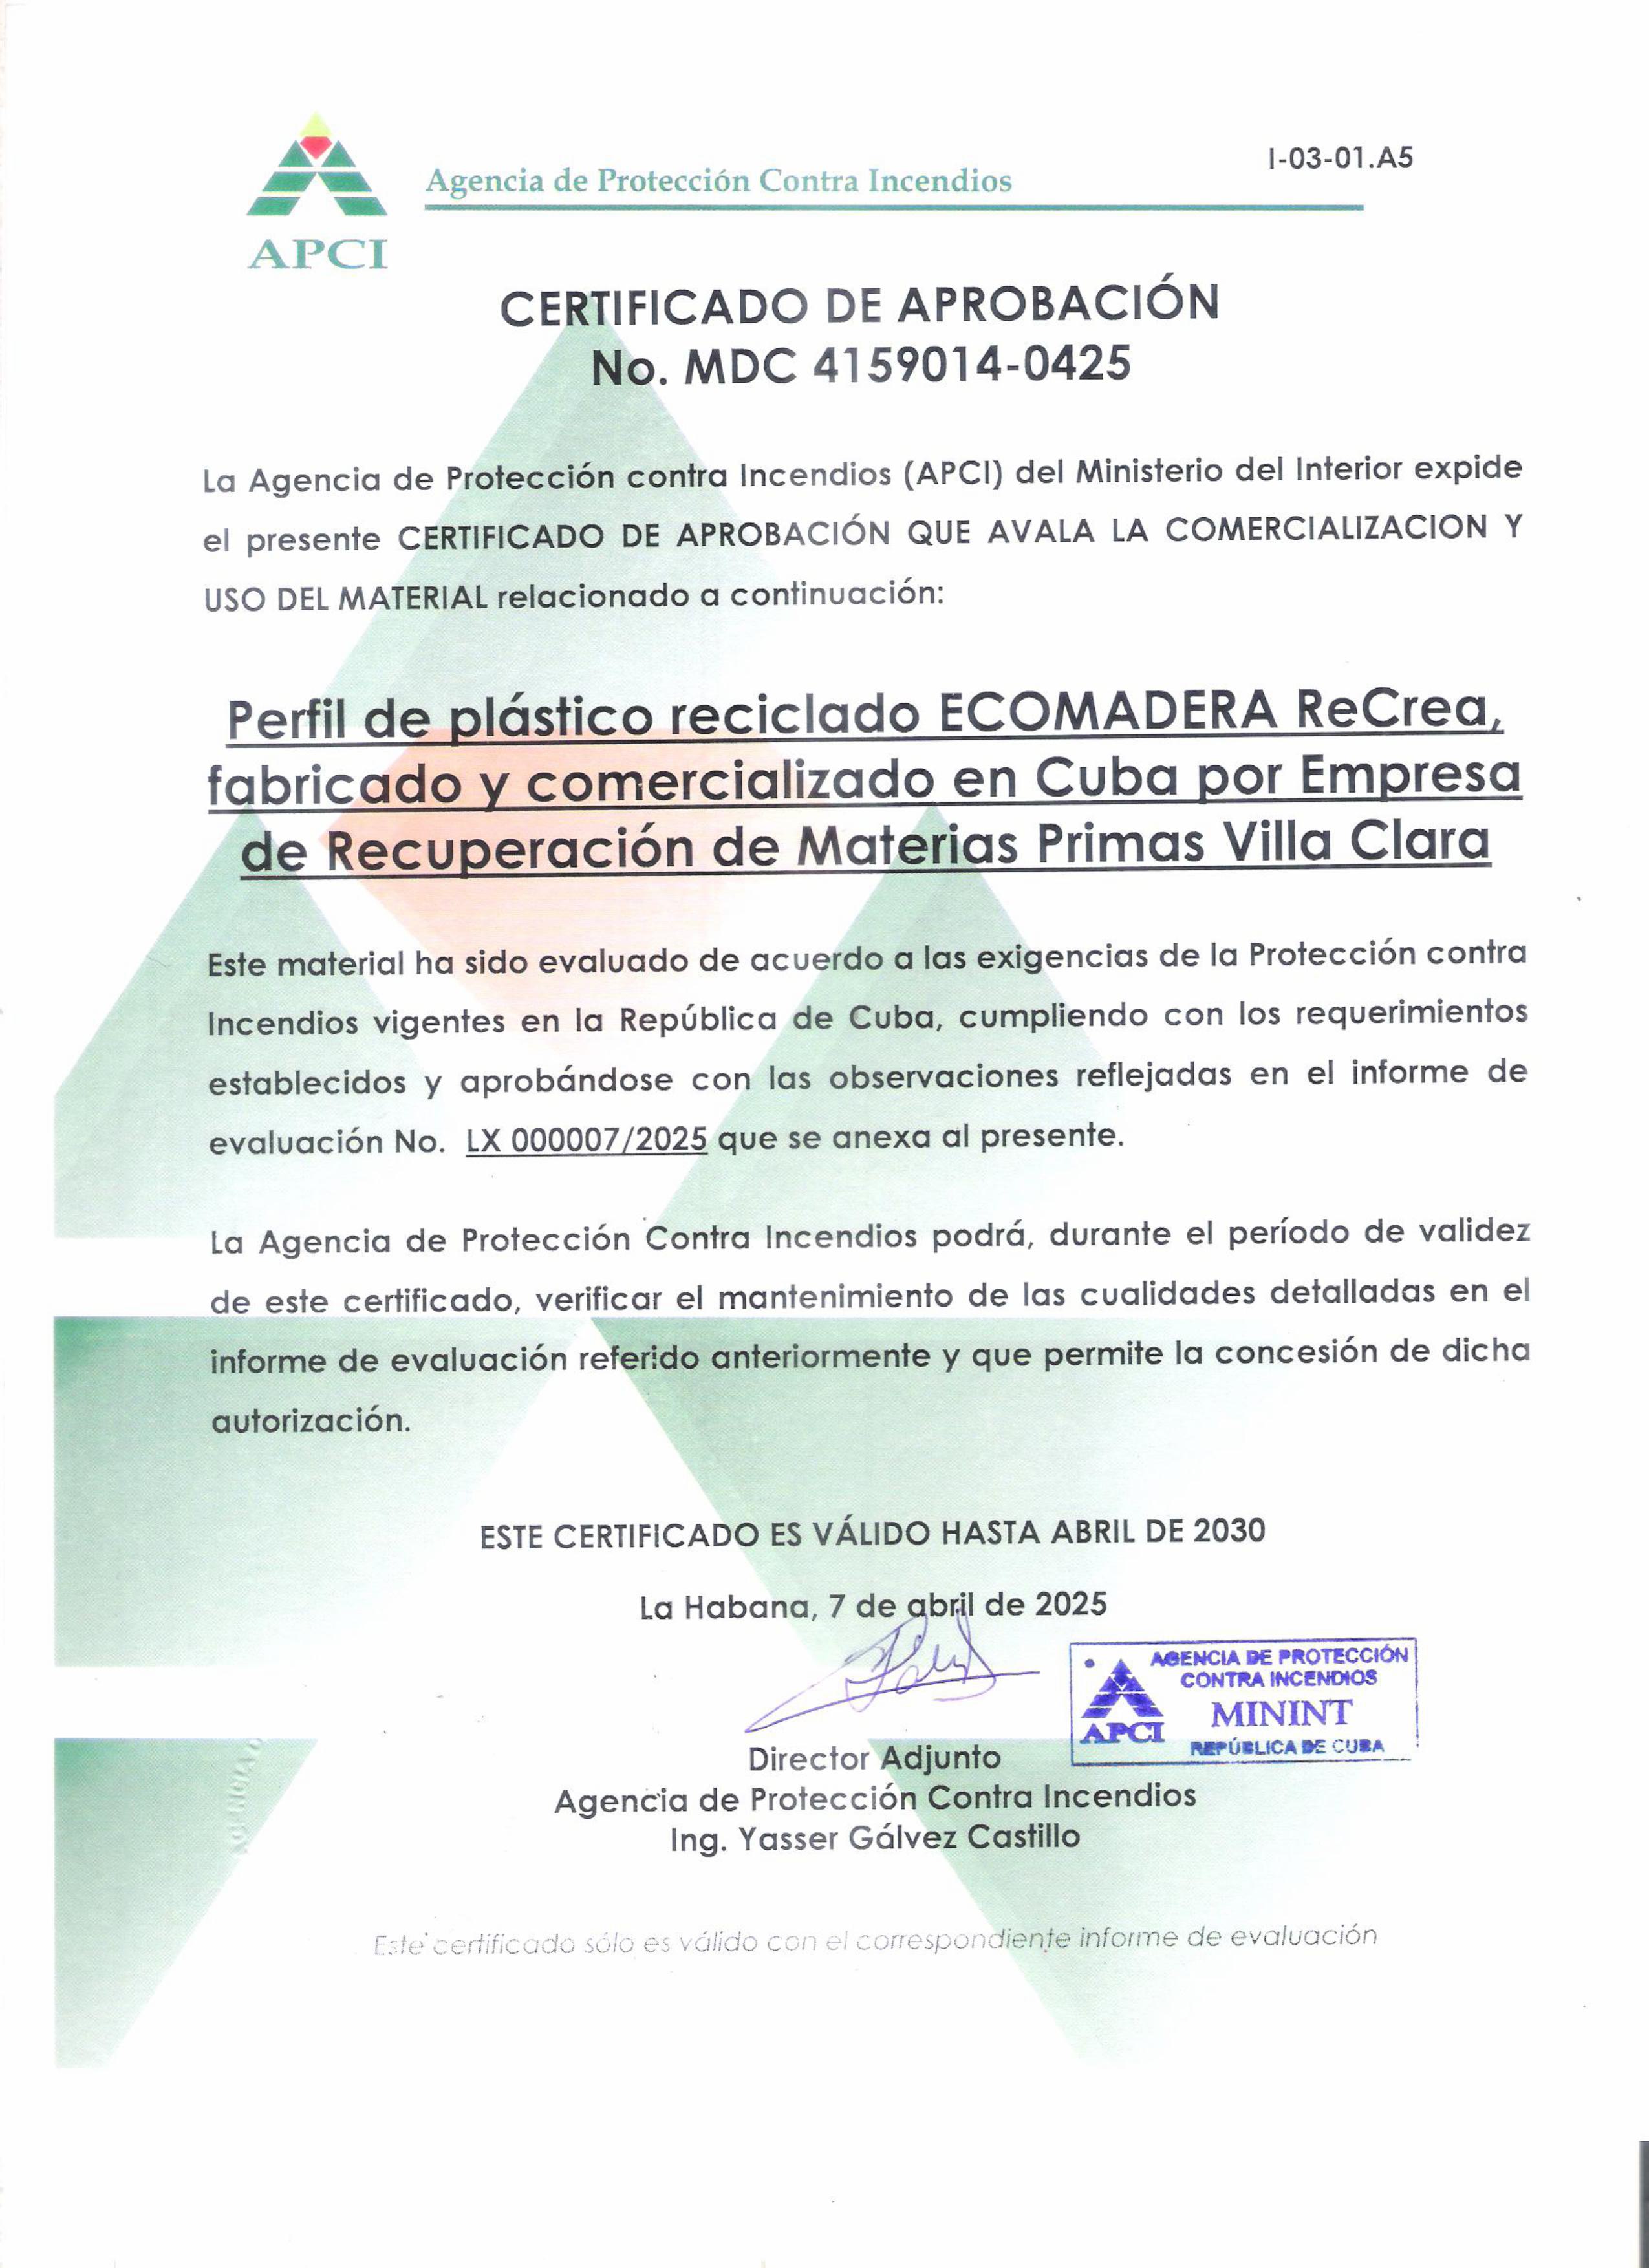 I-03-01.A5
Agencia de Protección Contra Incendios
APCI
CERTIFICADO DE APROBACIÓN
No. MDC 4159014-0425
La Agencia de Protección contra Incendios (APCI) del Ministerio del Interior expide
el presente CERTIFICADO DE APROBACIÓN QUE AVALA LA COMERCIALIZACION Y
USO DEL MATERIAL relacionado a continuación:
Perfil de plástico reciclado ECOMADERA ReCrea,
fabricado y comercializado en Cuba por Empresa
de Recuperación de Materias Primas Villa Clara
Este material ha sido evaluado de acuerdo a las exigencias de la Protección contra
Incendios vigentes en la República de Cuba, cumpliendo con los requerimientos
establecidos y aprobándose con las observaciones reflejadas en el informe de
evaluación No. LX 000007/2025 que se anexa al presente.
La Agencia de Protección Contra Incendios podrá, durante el período de validez
de este certificado, verificar el mantenimiento de las cualidades detalladas en el
informe de evaluación referido anteriormente y que permite la concesión de dicha
autorización.
ESTE CERTIFICADO ES VÁLIDO HASTA ABRIL DE 2030
La Habana, 7 de abril de 2025
AGENCIA DE PROTECCIÓN
CONTRA INCENDIOS
MININT
APCI
REPÚBLICA DE CUBA
Director Adjunto
Agencia de Protección Contra Incendios
Ing. Yasser Gálvez Castillo
Este certificado sólo es válido con el correspondiente informe de evaluación